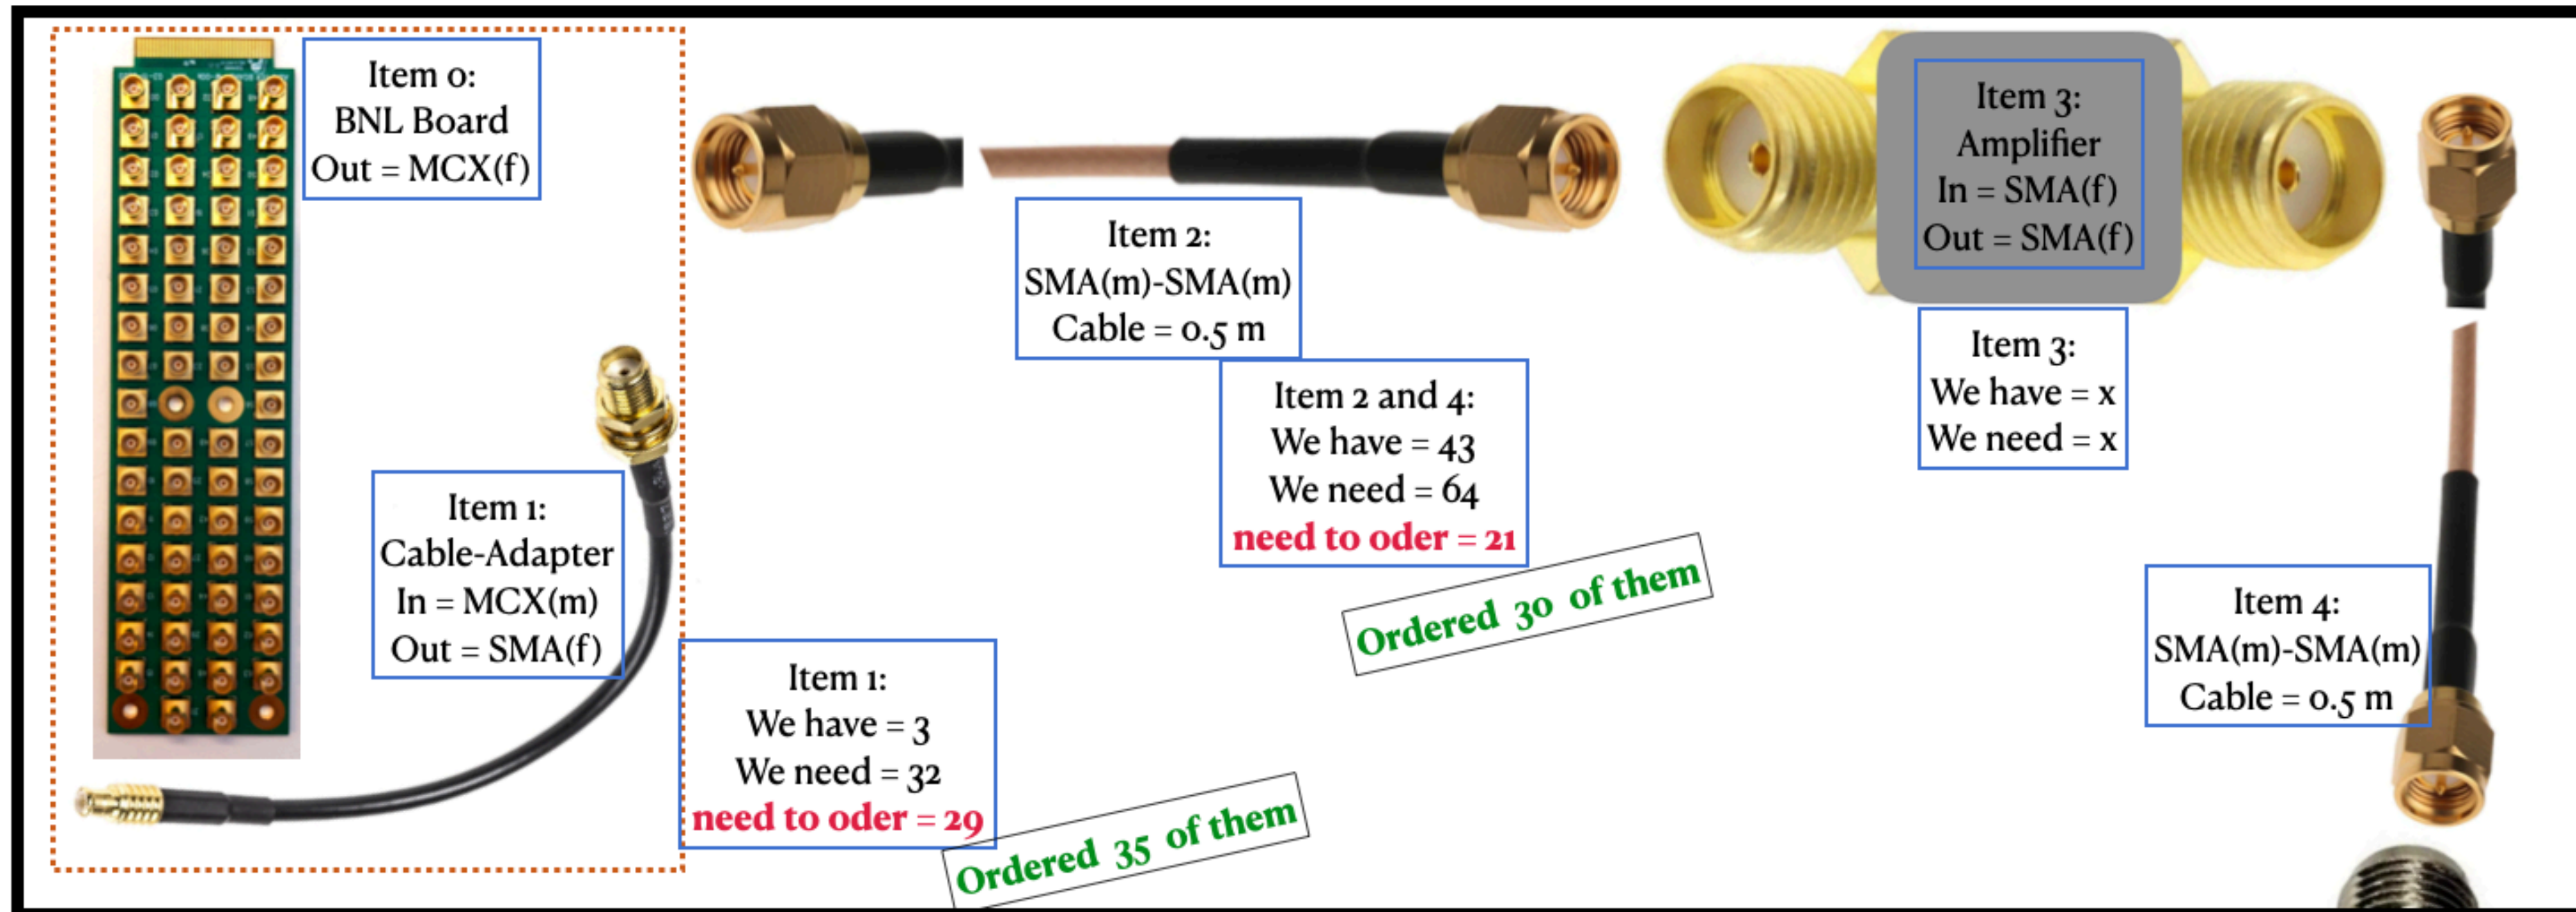 Item 0:
BNL Board
Out = MCX(f)
Item 1:
Cable-Adapter
In = MCX(m)
Out = SMA(f)
Item 1:
We have = 3
We need = 32
need to oder = 29
Ordered 35 of them
Item 2:
SMA(m)-SMA(m)
Cable = 0.5 m
Item 2 and 4:
We have = 43
We need = 64
need to oder = 21
Ordered 30 of them
Item 3:
Amplifier
In = SMA(f)
Out = SMA(f)
Item 3:
We have = x
We need = x
Item 4:
SMA(m)-SMA(m)
Cable = 0.5 m